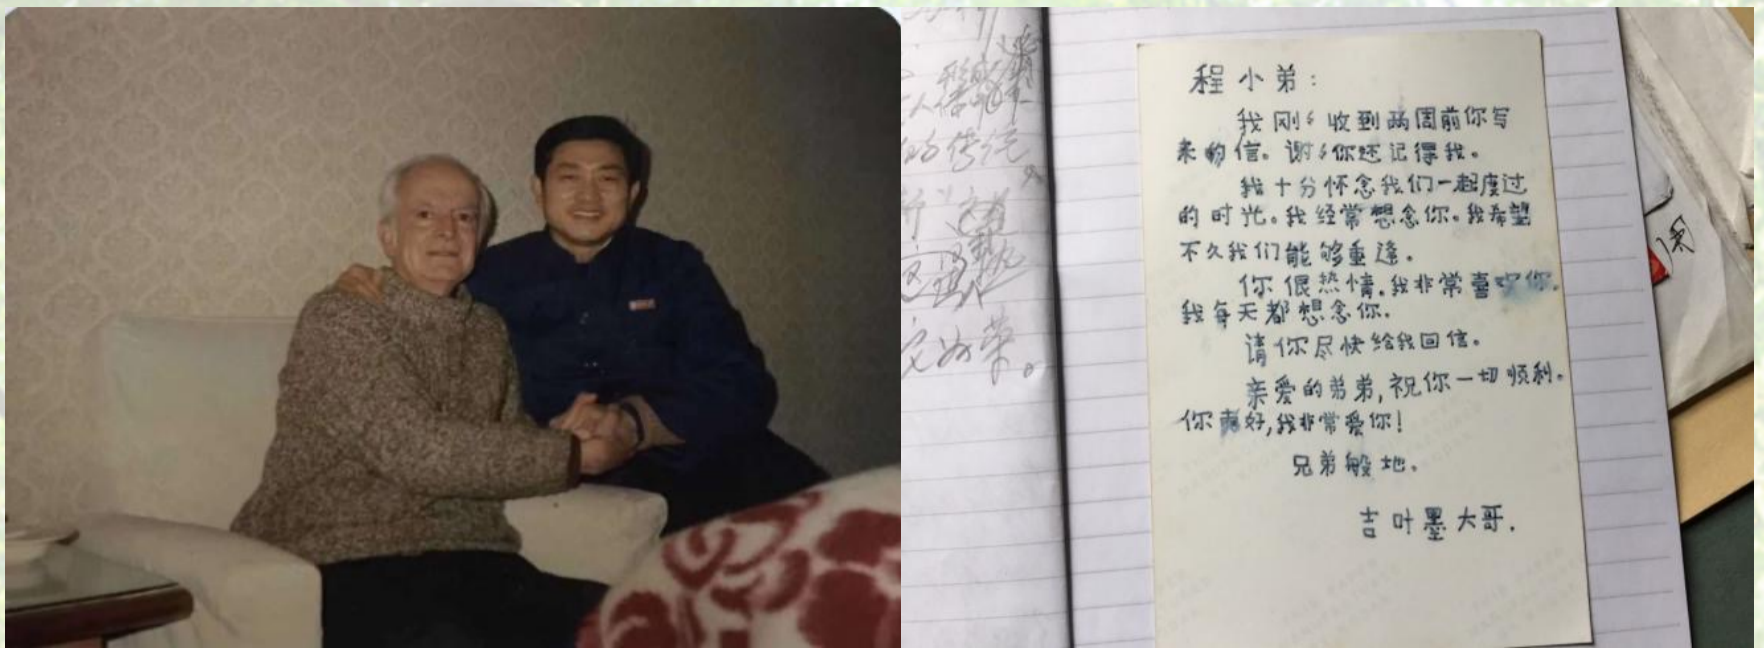 程小弟:
我刚々收到两周前你写
来的信。谢々你还记得我。
我十分怀念我们一起度过
的时光。我经常想念你。我希望
不久我们能够重逢。
你很热情。我非常喜欢你。
我每天都想念你.
请你尽快给我回信。
亲爱的弟弟,祝你一切顺利.
你真好,我非常爱你!
兄弟般地。
吉叶墨大哥.
的传统